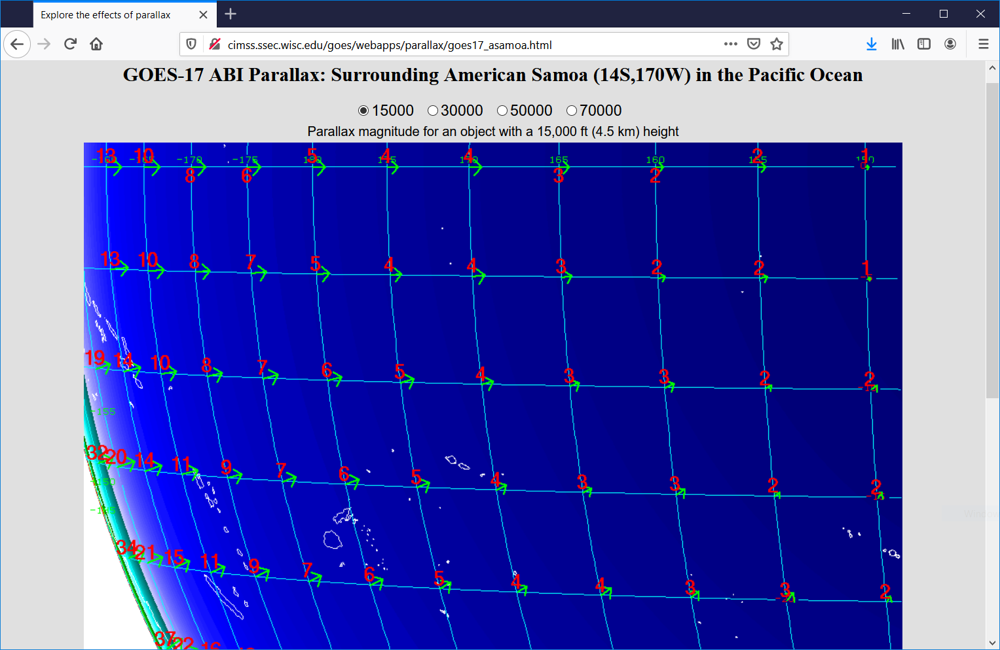 Explore the effects of parallax
cimss.ssec.wisc.edu/goes/webapps/parallax/goes17_asamoa.html
GOES-17 ABI Parallax: Surrounding American Samoa (14S,170W) in the Pacific Ocean
15000 30000 50000 70000
Parallax magnitude for an object with a 15,000 ft (4.5 km) height
13 10 5 4 4 2 1
-170 -175 165 160
8 6 3 2
13 10 8 7 5 4 4 3 2 2 1
19 14 10 8 7 6 5 4 3 3 2 2
-155
32 20 14 11 9 7 6 5 4 3 3 2 2
-150
-145
34 21 15 11 9 7 6 5 4 4 3 3 2
37 22 16